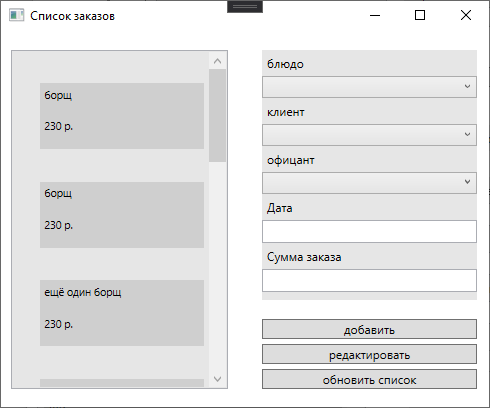 Список заказов
борщ
230 р.
борщ
230 р.
ещё один борщ
230 р.
блюдо
клиент
офицант
Дата
Сумма заказа
добавить
редактировать
обновить список